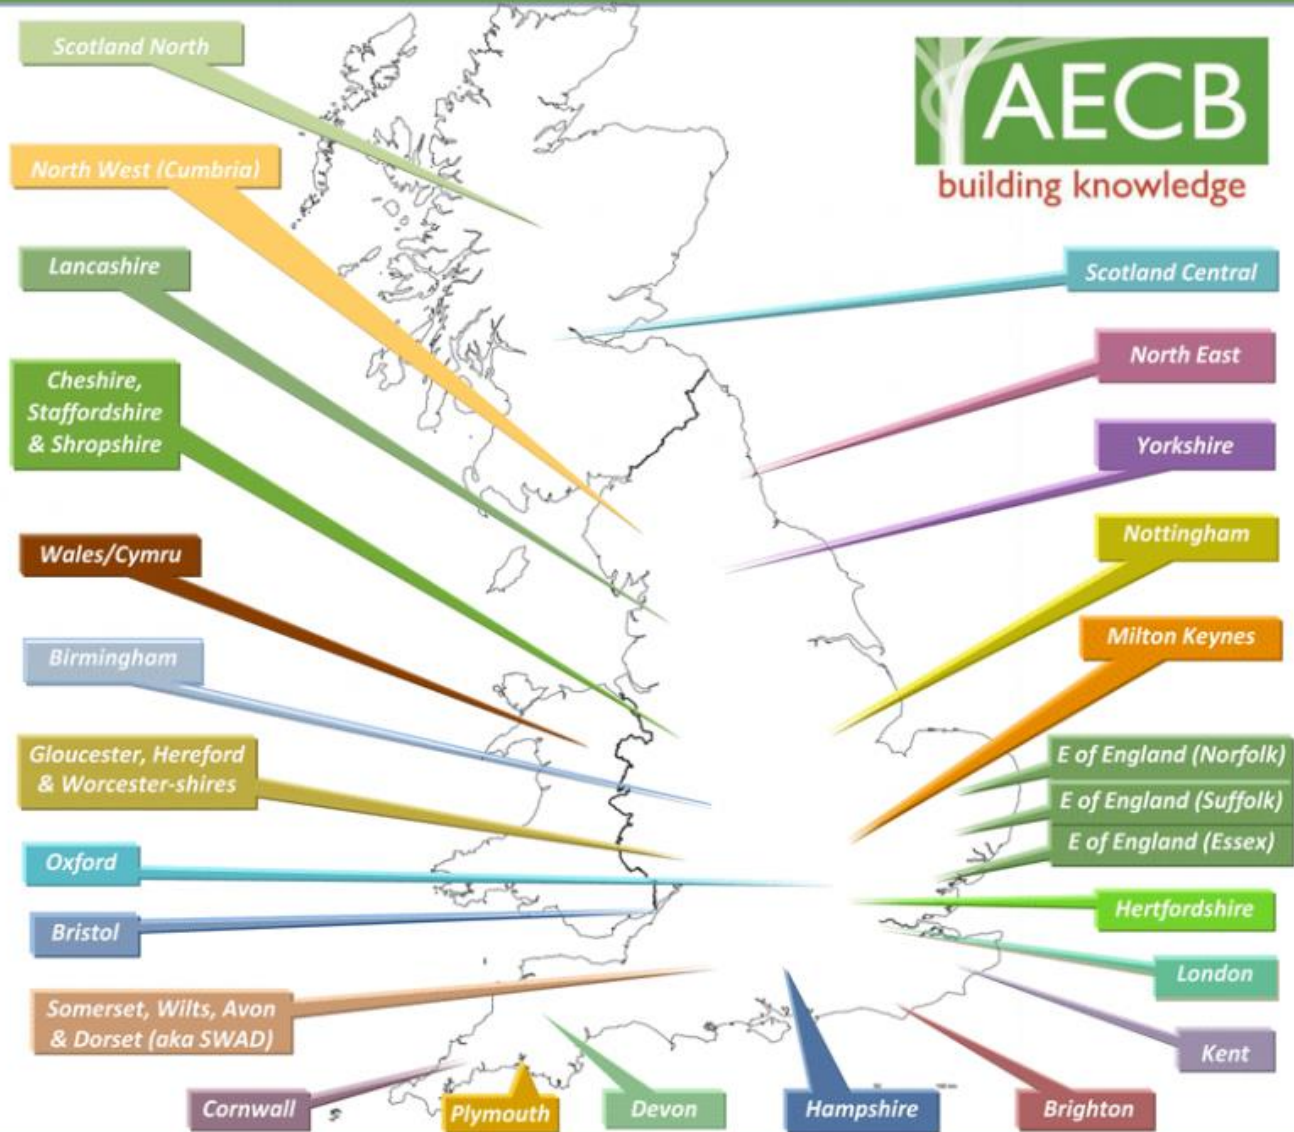 Scotland North
AECB
building knowledge
North West (Cumbria)
Lancashire
Scotland Central
North East
Cheshire,
Staffordshire
& Shropshire
Yorkshire
Nottingham
Wales/Cymru
Milton Keynes
Birmingham
Gloucester, Hereford
& Worcester-shires
E of England (Norfolk)
E of England (Suffolk)
E of England (Essex)
Oxford
Hertfordshire
Bristol
London
Somerset, Wilts, Avon
& Dorset (aka SWAD)
Kent
Cornwall
Plymouth
Devon
Hampshire
Brighton